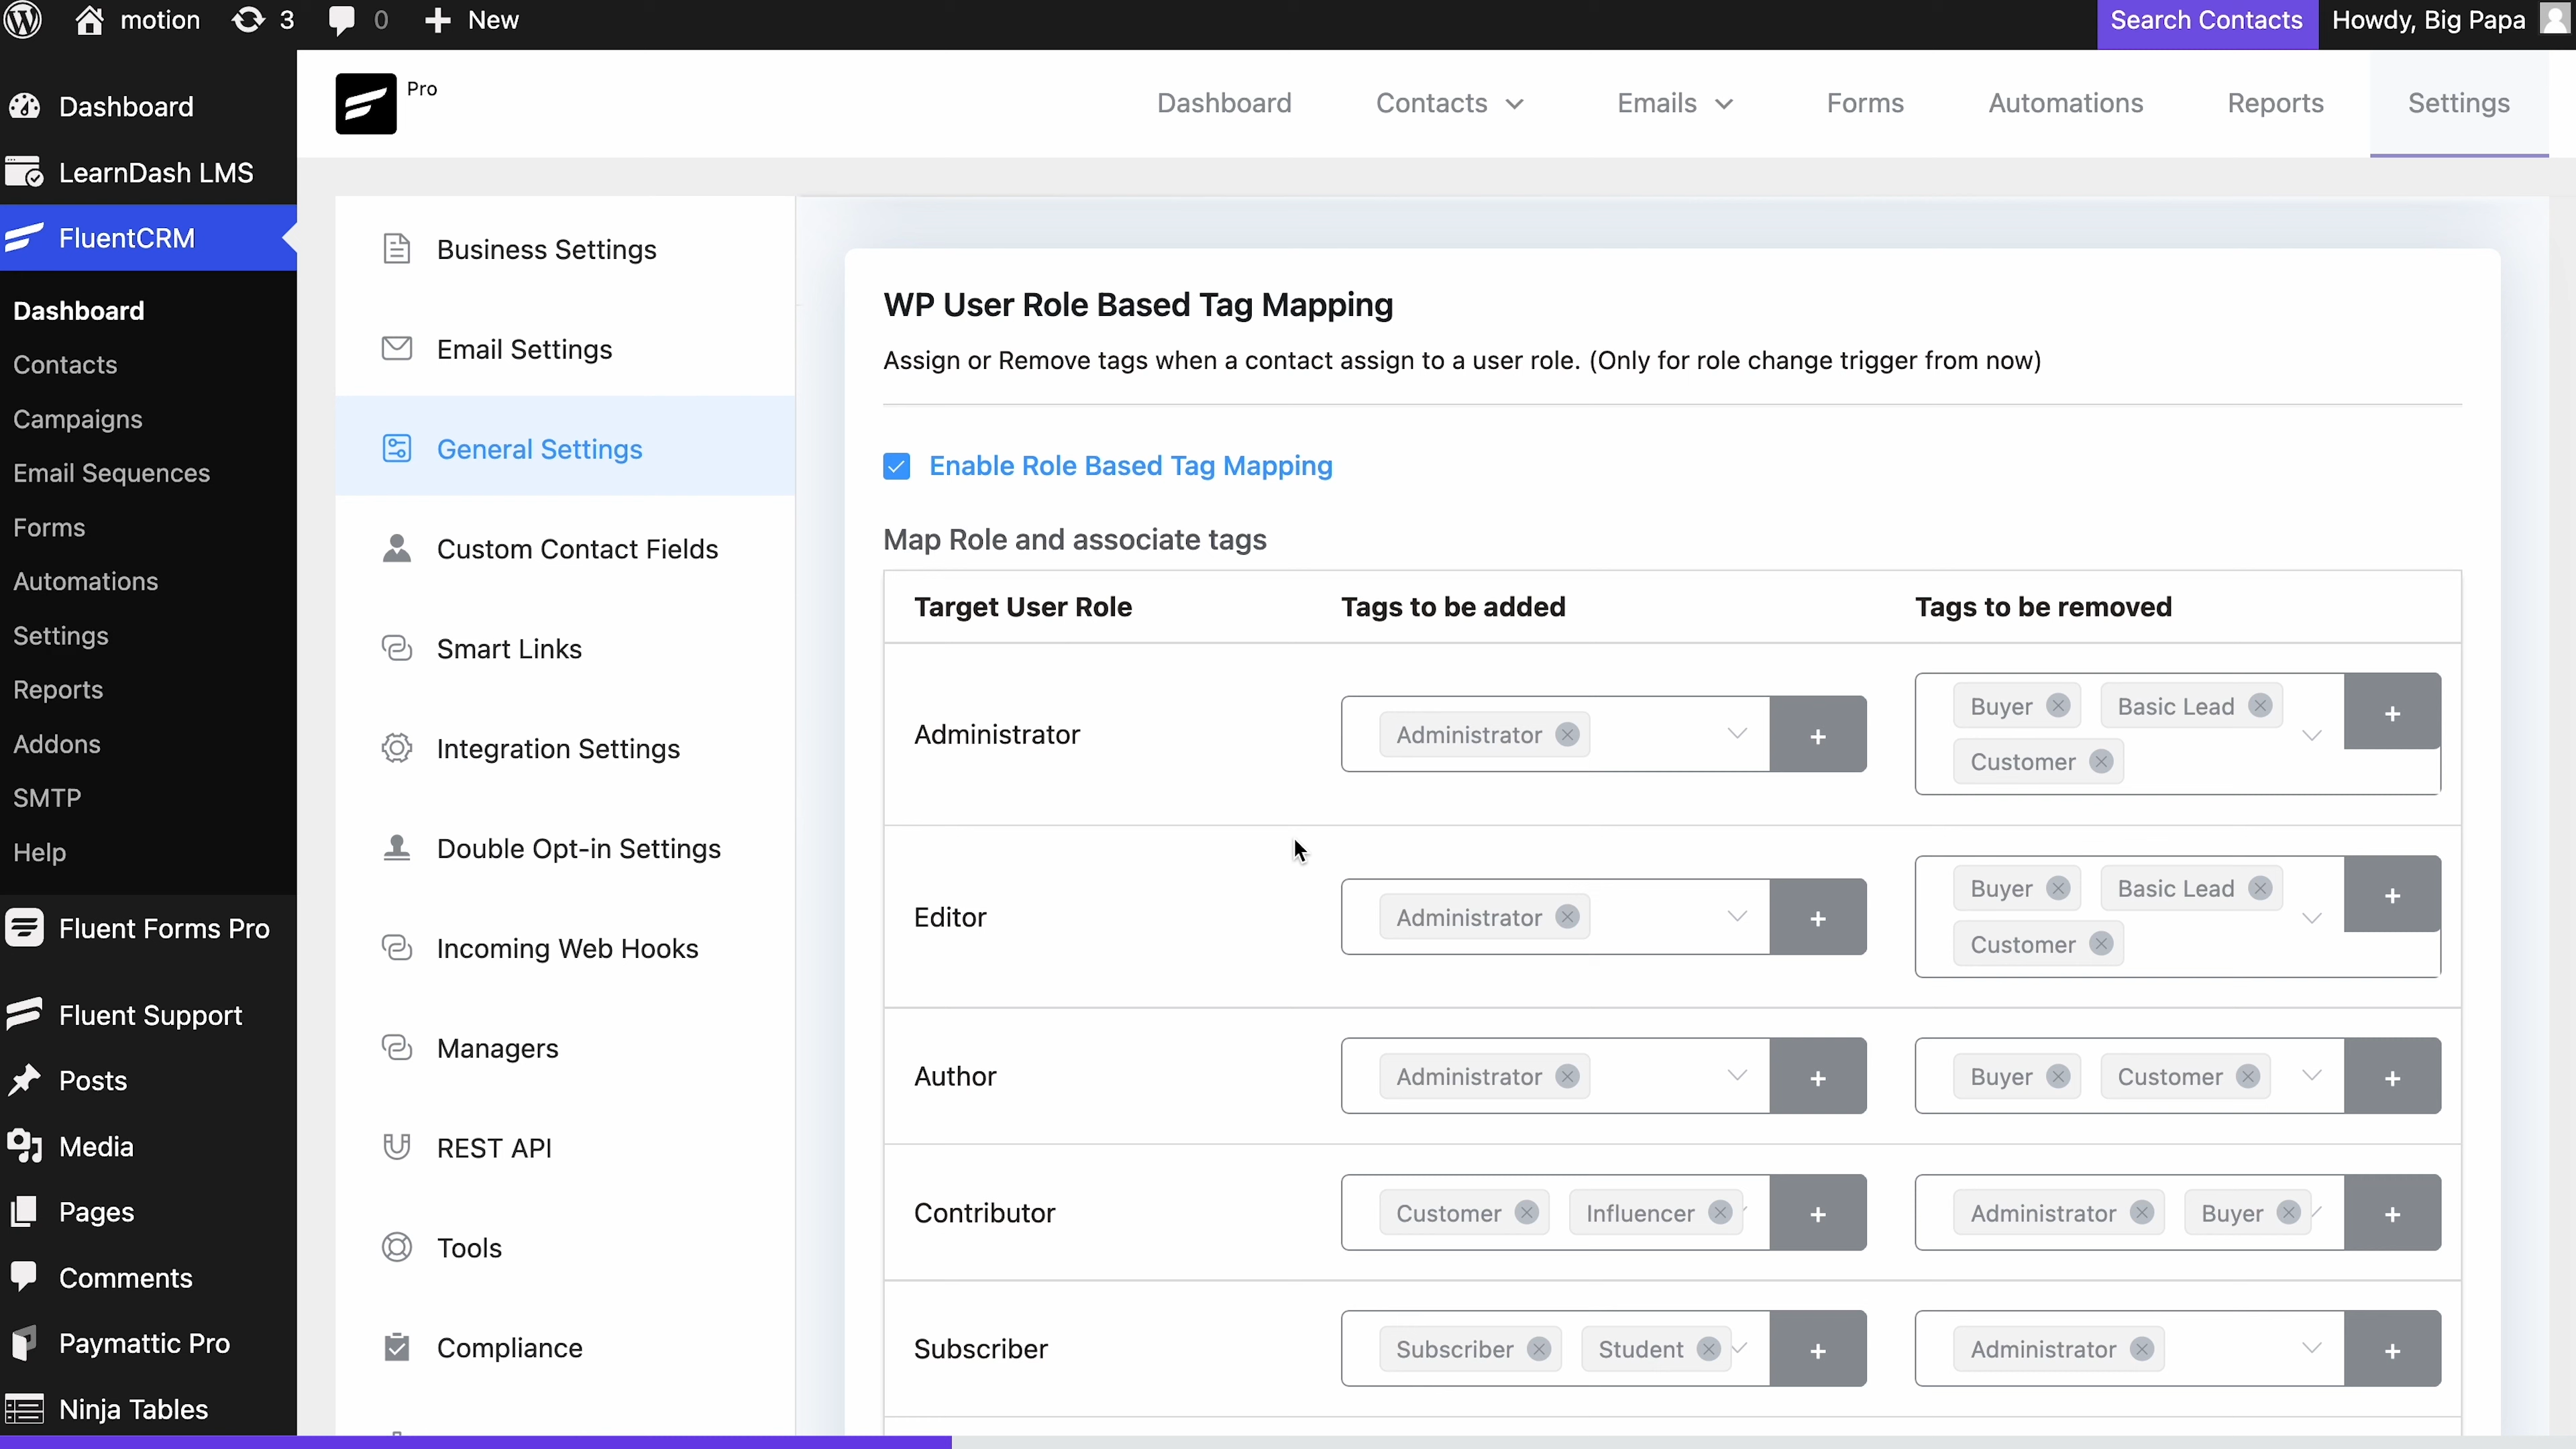 motion 3 0 New Search Contacts Howdy, Big Papa
Dashboard
LearnDash LMS
FluentCRM
Dashboard
Contacts
Campaigns
Email Sequences
Forms
Automations
Settings
Reports
Addons
SMTP
Help
Fluent Forms Pro
Fluent Support
Posts
Media
Pages
Comments
Paymattic Pro
Ninja Tables
Pro
Dashboard Contacts Emails Forms Automations Reports Settings
Business Settings
Email Settings
General Settings
Custom Contact Fields
Smart Links
Integration Settings
Double Opt-in Settings
Incoming Web Hooks
Managers
REST API
Tools
Compliance
WP User Role Based Tag Mapping
Assign or Remove tags when a contact assign to a user role. (Only for role change trigger from now)
Enable Role Based Tag Mapping
Map Role and associate tags
Target User Role Tags to be added Tags to be removed
Administrator Administrator + Buyer Basic Lead +
Customer
Editor Administrator + Buyer Basic Lead +
Customer
Author Administrator + Buyer Customer +
Contributor Customer Influencer + Administrator Buyer +
Subscriber Subscriber Student + Administrator +